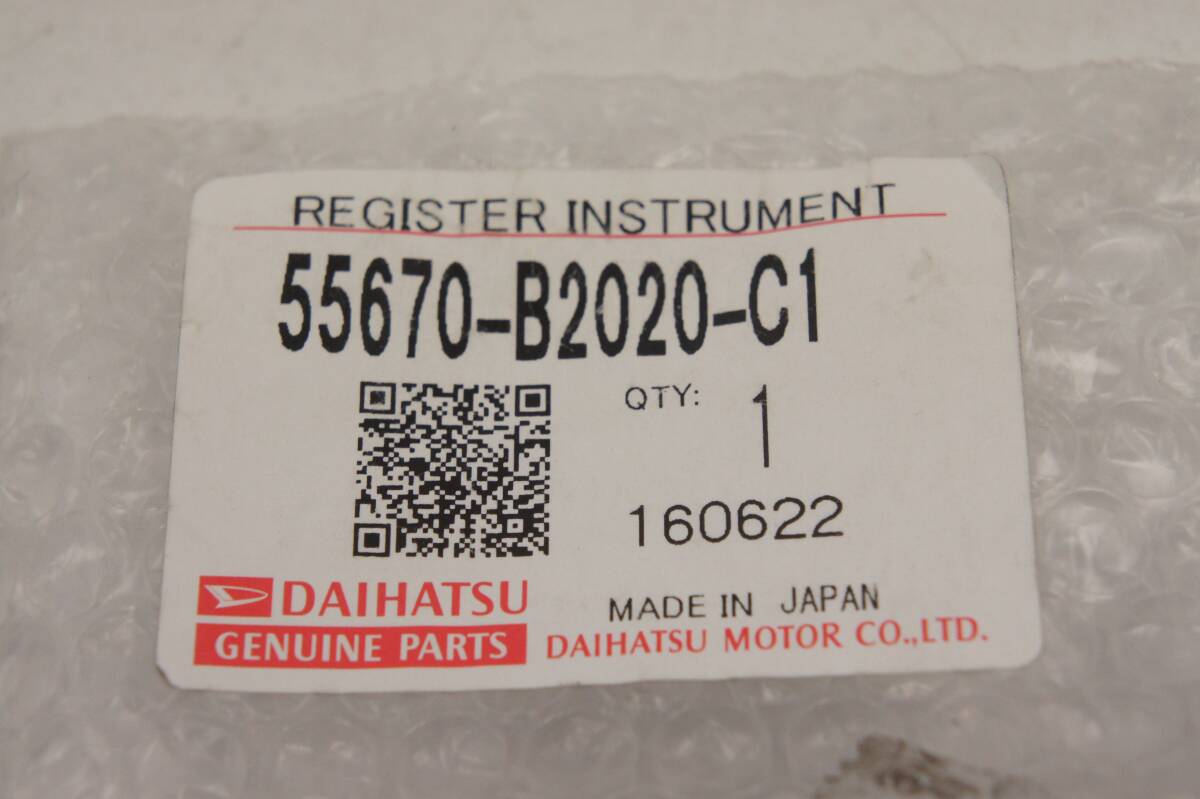 REGISTER INSTRUMENT
55670-B2020-C1
QTY: 1
160622
DAIHATSU
MADE IN JAPAN
GENUINE PARTS
DAIHATSU MOTOR CO.,LTD.